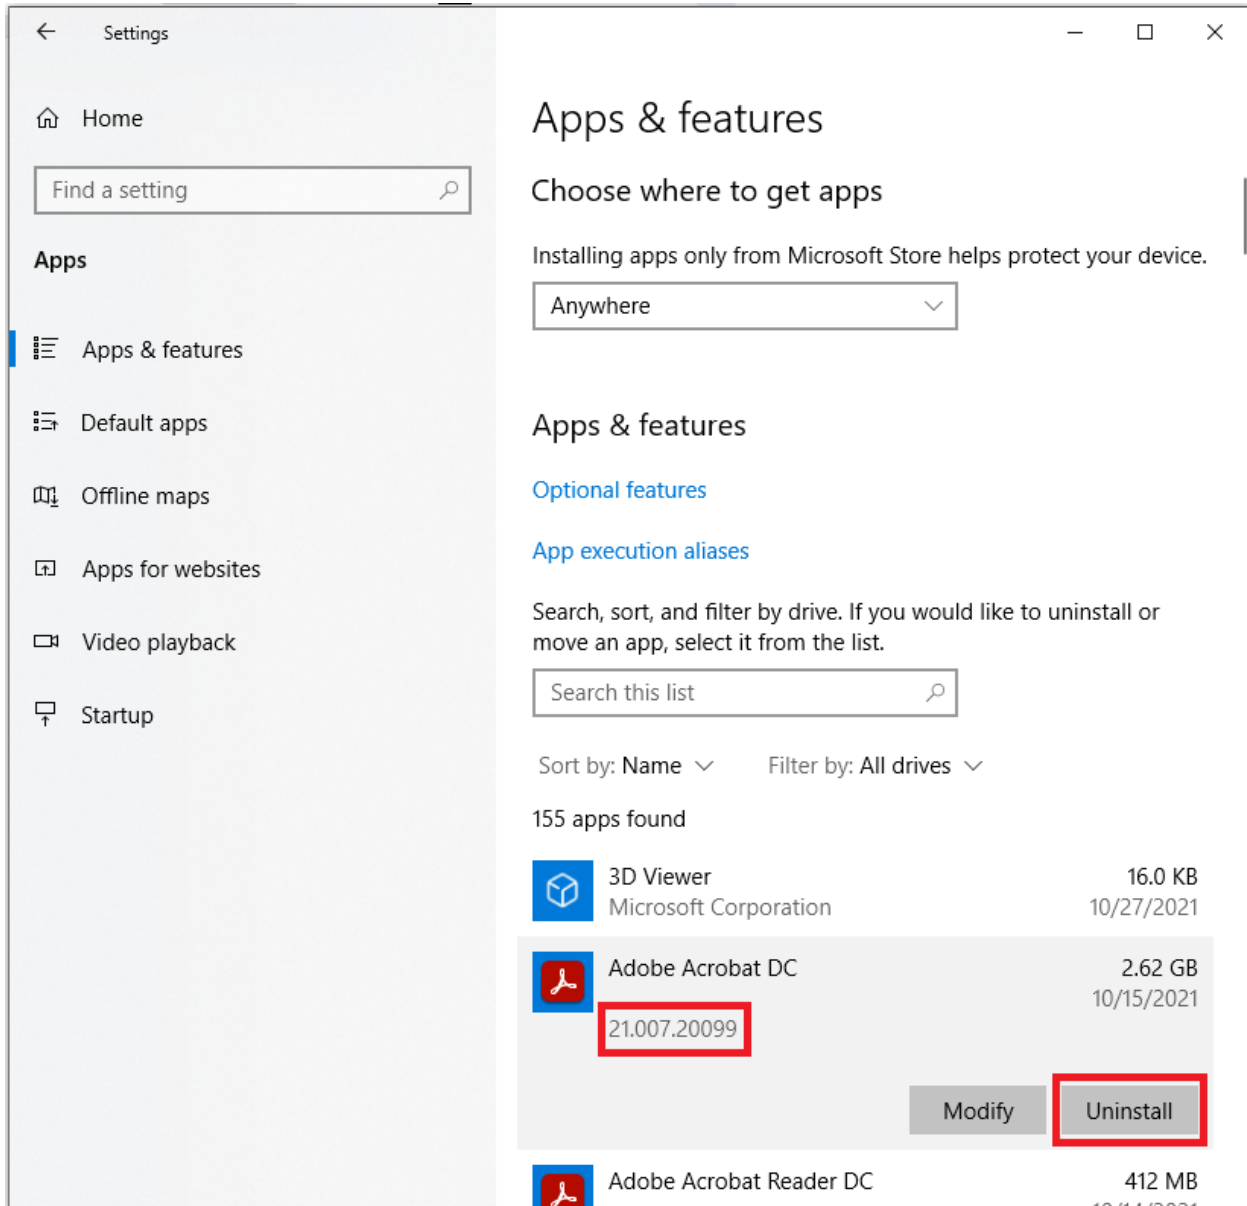 Settings
Home
Find a setting
Apps
Apps & features
Default apps
Offline maps
Apps for websites
Video playback
Startup
Apps & features
Choose where to get apps
Installing apps only from Microsoft Store helps protect your device.
Anywhere
Apps & features
Optional features
App execution aliases
Search, sort, and filter by drive. If you would like to uninstall or
move an app, select it from the list.
Search this list
Sort by: Name Filter by: All drives
155 apps found
3D Viewer 16.0 KB
Microsoft Corporation 10/27/2021
Adobe Acrobat DC 2.62 GB
10/15/2021
21.007.20099
Modify Uninstall
Adobe Acrobat Reader DC 412 MB